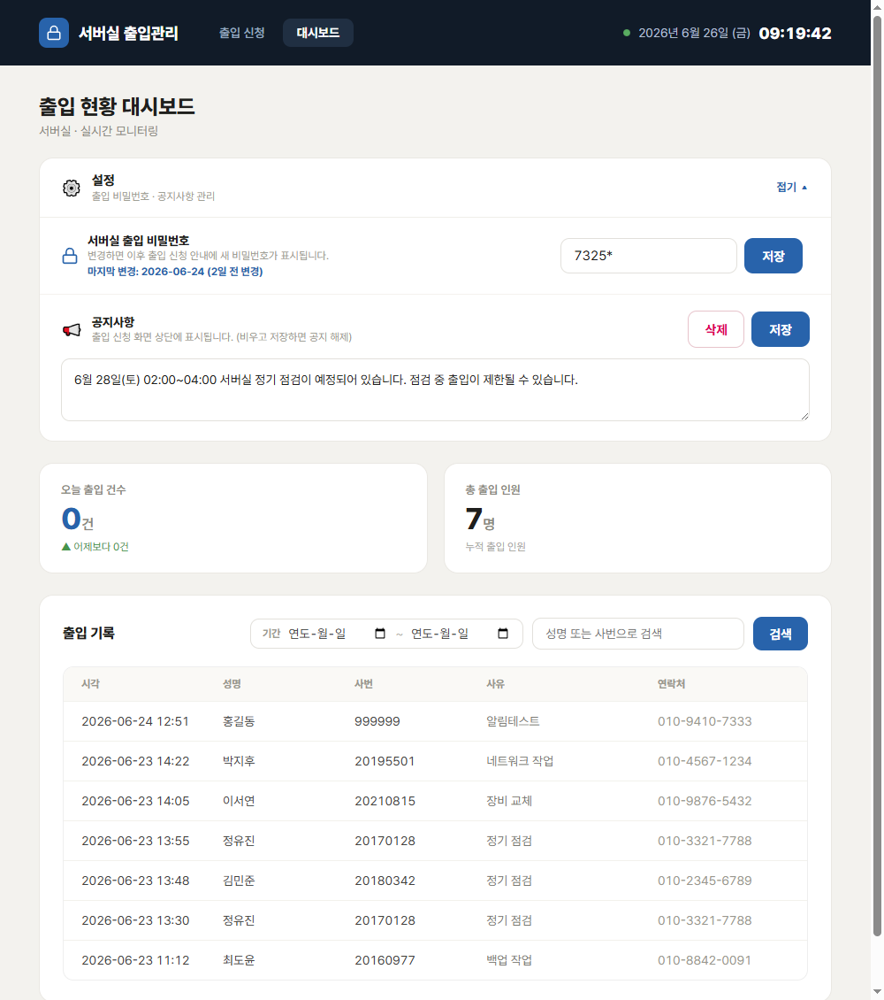 서버실 출입관리 출입 신청 대시보드 2026년 6월 26일 (금) 09:19:42
출입 현황 대시보드
서버실 · 실시간 모니터링
설정
출입 비밀번호 · 공지사항 관리
접기 ▲
서버실 출입 비밀번호
변경하면 이후 출입 신청 안내에 새 비밀번호가 표시됩니다.
마지막 변경: 2026-06-24 (2일 전 변경)
7325*
저장
공지사항
출입 신청 화면 상단에 표시됩니다. (비우고 저장하면 공지 해제)
삭제 저장
6월 28일(토) 02:00~04:00 서버실 정기 점검이 예정되어 있습니다. 점검 중 출입이 제한될 수 있습니다.
오늘 출입 건수
0건
▲ 어제보다 0건
총 출입 인원
7명
누적 출입 인원
출입 기록 기간 연도-월-일 ~ 연도-월-일 성명 또는 사번으로 검색 검색
시각 성명 사번 사유 연락처
2026-06-24 12:51 홍길동 999999 알림테스트 010-9410-7333
2026-06-23 14:22 박지후 20195501 네트워크 작업 010-4567-1234
2026-06-23 14:05 이서연 20210815 장비 교체 010-9876-5432
2026-06-23 13:55 정유진 20170128 정기 점검 010-3321-7788
2026-06-23 13:48 김민준 20180342 정기 점검 010-2345-6789
2026-06-23 13:30 정유진 20170128 정기 점검 010-3321-7788
2026-06-23 11:12 최도윤 20160977 백업 작업 010-8842-0091